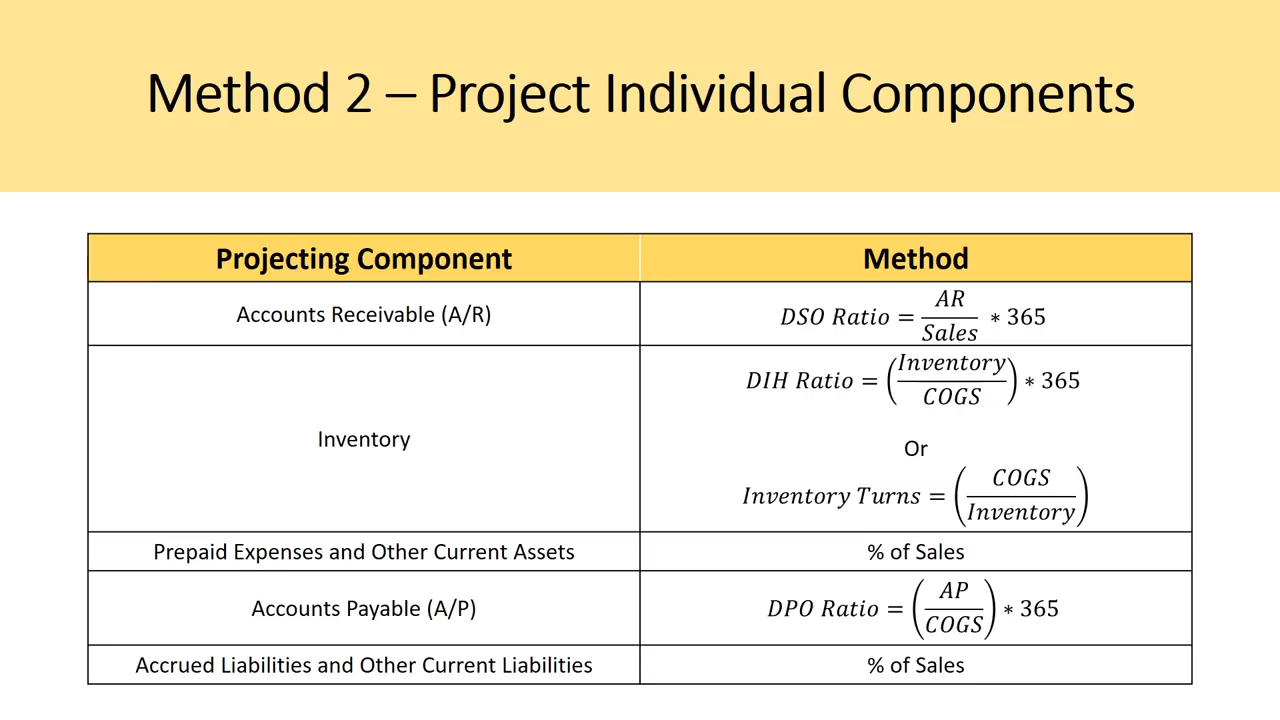 Method 2 – Project Individual Components
Projecting Component
Method
Accounts Receivable (A/R)
DSO Ratio = AR / Sales * 365
Inventory
DIH Ratio = (Inventory / COGS) * 365
Or
Inventory Turns = (COGS / Inventory)
Prepaid Expenses and Other Current Assets
% of Sales
Accounts Payable (A/P)
DPO Ratio = (AP / COGS) * 365
Accrued Liabilities and Other Current Liabilities
% of Sales